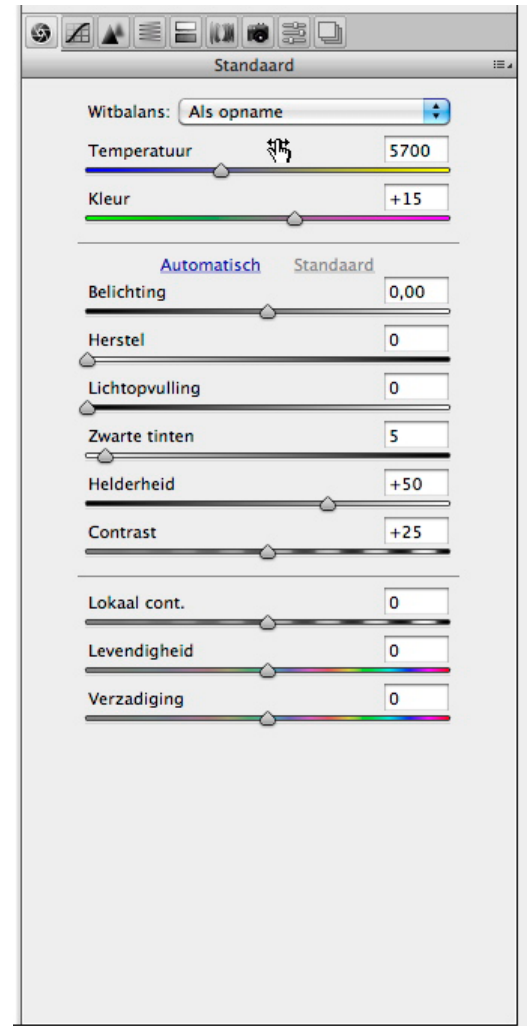 Standaard
Witbalans: Als opname
Temperatuur 5700
Kleur +15
Automatisch Standaard
Belichting 0,00
Herstel 0
Lichtopvulling 0
Zwarte tinten 5
Helderheid +50
Contrast +25
Lokaal cont. 0
Levendigheid 0
Verzadiging 0